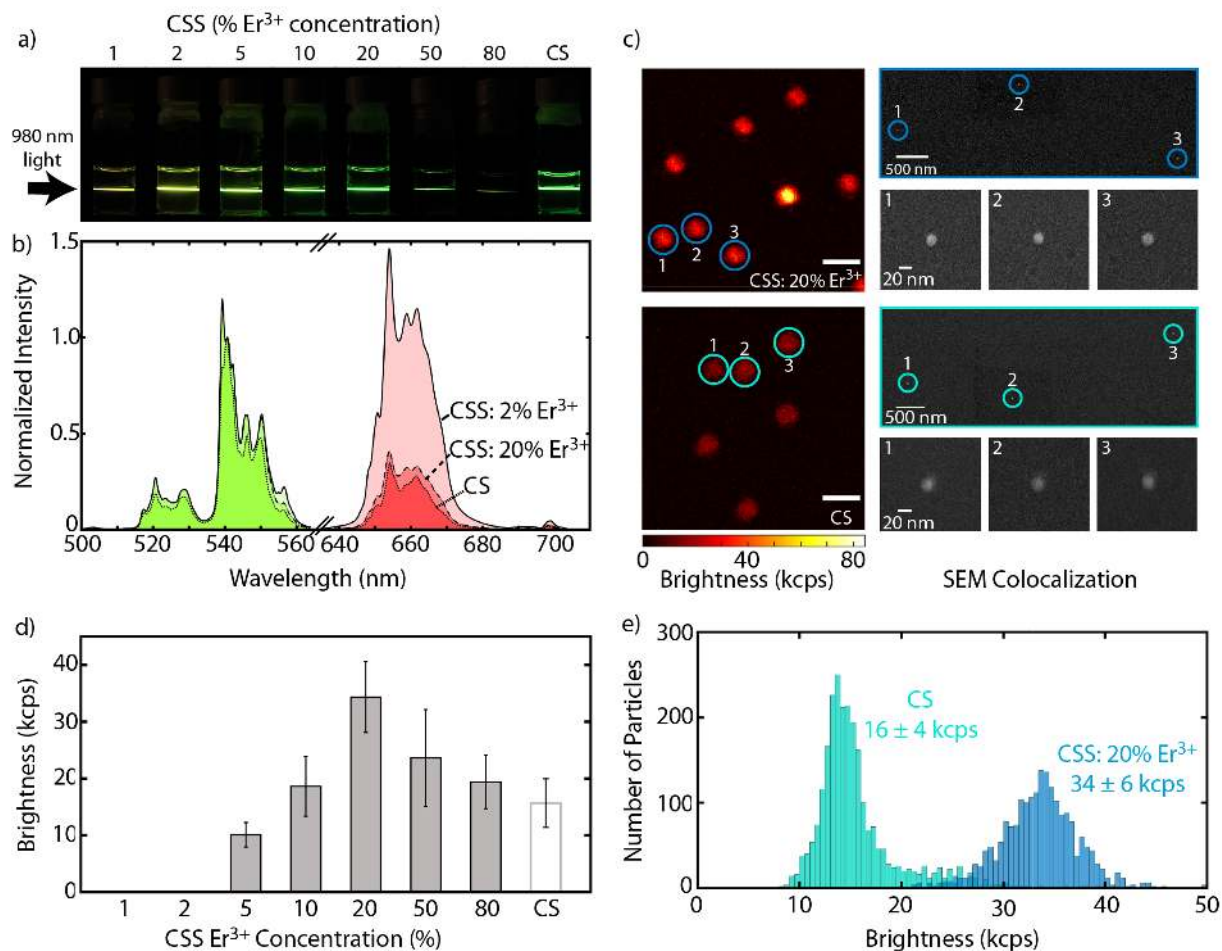 a)
CSS (% Er³⁺ concentration)
1 2 5 10 20 50 80 CS
980 nm
light
b)
1.5
1.0
0.5
0
Normalized Intensity
CSS: 2% Er³⁺
CSS: 20% Er³⁺
CS
500 520 540 560 640 660 680 700
Wavelength (nm)
c)
1
2
3
CSS: 20% Er³⁺
1
2
3
500 nm
1
2
3
20 nm
1
2
3
CS
0 40 80
Brightness (kcps)
1
2
3
500 nm
1
2
3
20 nm
SEM Colocalization
d)
40
30
20
10
0
Brightness (kcps)
1 2 5 10 20 50 80 CS
CSS Er³⁺ Concentration (%)
e)
300
200
100
0
Number of Particles
CS
16 ± 4 kcps
CSS: 20% Er³⁺
34 ± 6 kcps
0 10 20 30 40 50
Brightness (kcps)